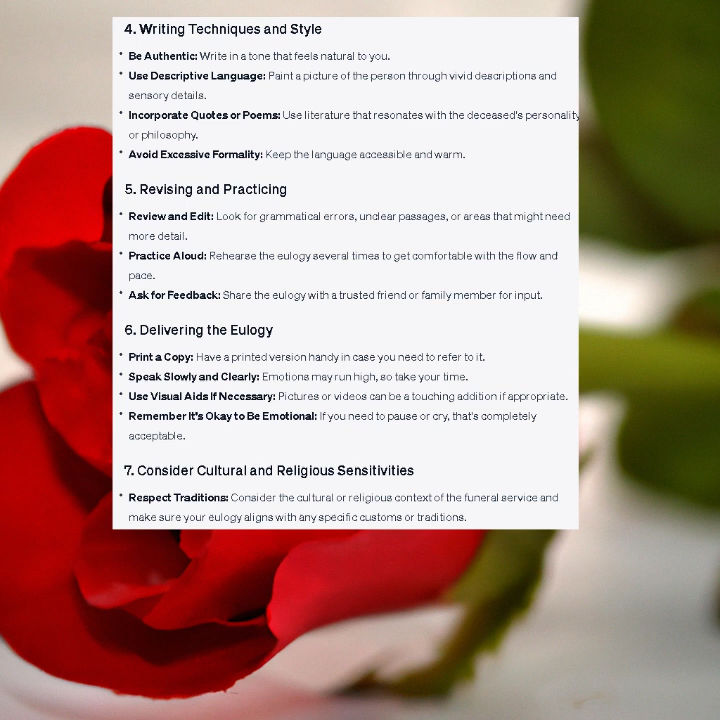 4. Writing Techniques and Style
• Be Authentic: Write in a tone that feels natural to you.
• Use Descriptive Language: Paint a picture of the person through vivid descriptions and
sensory details.
• Incorporate Quotes or Poems: Use literature that resonates with the deceased's personality
or philosophy.
• Avoid Excessive Formality: Keep the language accessible and warm.
5. Revising and Practicing
• Review and Edit: Look for grammatical errors, unclear passages, or areas that might need
more detail.
• Practice Aloud: Rehearse the eulogy several times to get comfortable with the flow and
pace.
• Ask for Feedback: Share the eulogy with a trusted friend or family member for input.
6. Delivering the Eulogy
• Print a Copy: Have a printed version handy in case you need to refer to it.
• Speak Slowly and Clearly: Emotions may run high, so take your time.
• Use Visual Aids If Necessary: Pictures or videos can be a touching addition if appropriate.
• Remember It's Okay to Be Emotional: If you need to pause or cry, that's completely
acceptable.
7. Consider Cultural and Religious Sensitivities
• Respect Traditions: Consider the cultural or religious context of the funeral service and
make sure your eulogy aligns with any specific customs or traditions.